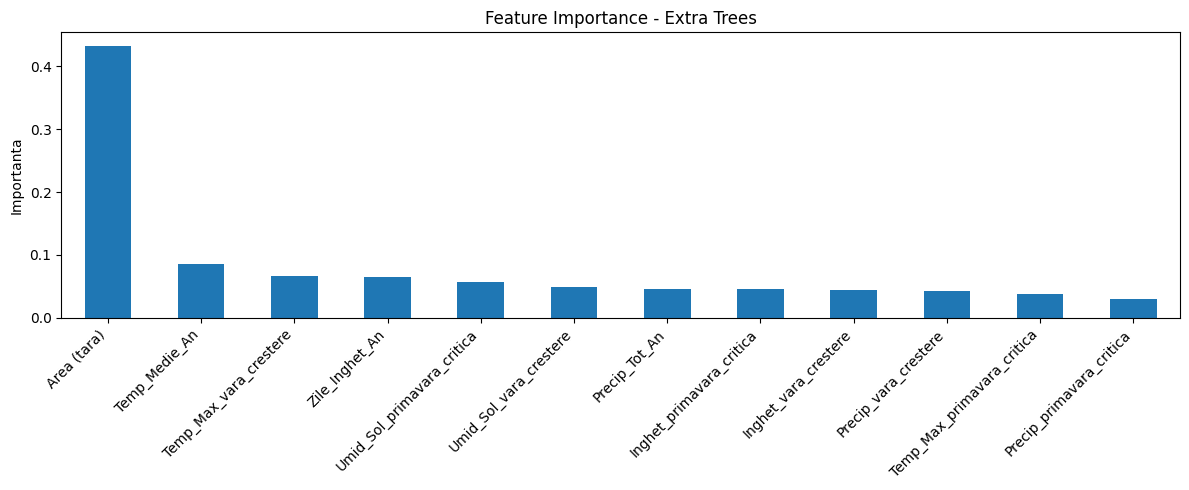 Feature Importance - Extra Trees
Importanta
0.4
0.3
0.2
0.1
0.0
Area (tara)
Temp_Medie_An
Temp_Max_vara_crestere
Zile_Inghet_An
Umid_Sol_primavara_critica
Umid_Sol_vara_crestere
Precip_Tot_An
Inghet_primavara_critica
Inghet_vara_crestere
Precip_vara_crestere
Temp_Max_primavara_critica
Precip_primavara_critica